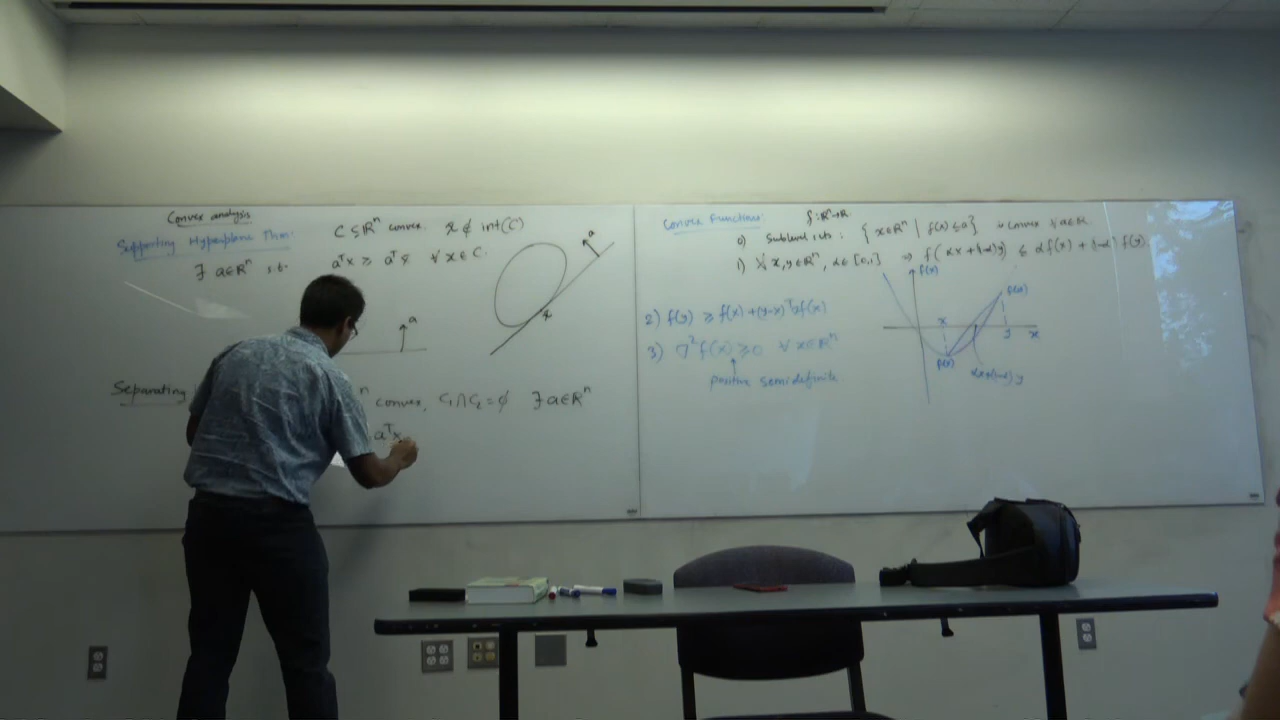 Convex analysis
Supporting Hyperplane Thm:
C ⊆ ℝⁿ convex. x̄ ∉ int(C)
∃ a∈ℝⁿ s.t. aᵀx ≥ aᵀx̄ ∀ x∈C.
a
x̄
a
Separating
n convex, C₁∩C₂=∅ ∃ a∈ℝⁿ
aᵀx
Convex Functions:
f:ℝⁿ→ℝ.
0) Sublevel sets: {x∈ℝⁿ | f(x)≤a} is convex ∀ a∈ℝ.
1) ∀ x,y∈ℝⁿ, α∈[0,1] ⇒ f(αx+(1-α)y) ≤ αf(x)+(1-α)f(y).
2) f(y) ≥ f(x)+(y-x)ᵀ∇f(x)
3) ∇²f(x)≥0 ∀ x∈ℝⁿ
positive semidefinite
f(x)
x
y
x
f(x)
αx+(1-α)y